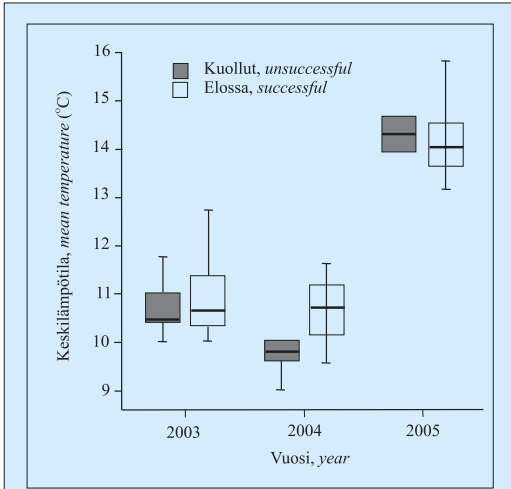 Kuollut, unsuccessful
Elossa, successful
Keskilämpötila, mean temperature (°C)
16
15
14
13
12
11
10
9
2003 2004 2005
Vuosi, year